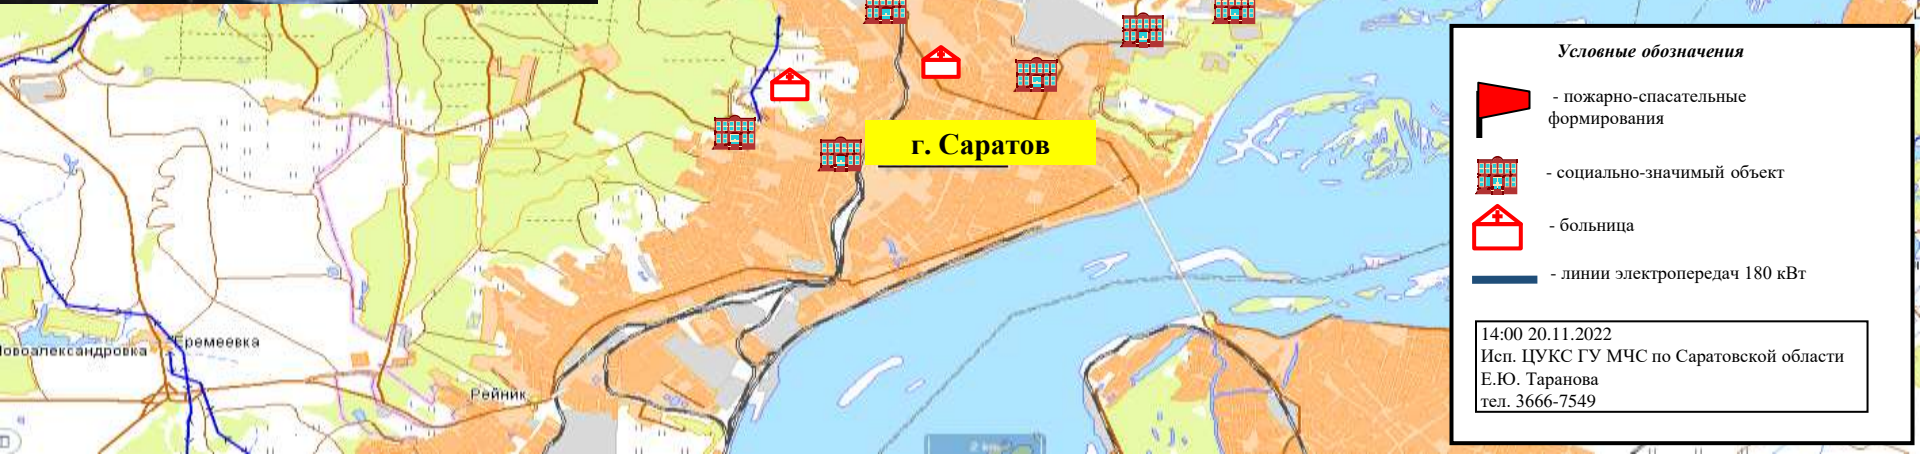 Условные обозначения
- пожарно-спасательные
формирования
г. Саратов
- социально-значимый объект
- больница
- линии электропередач 180 кВт
14:00 20.11.2022
Исп. ЦУКС ГУ МЧС по Саратовской области
Е.Ю. Таранова
тел. 3666-7549
Еремеевка
Новоалександровка
Рейник